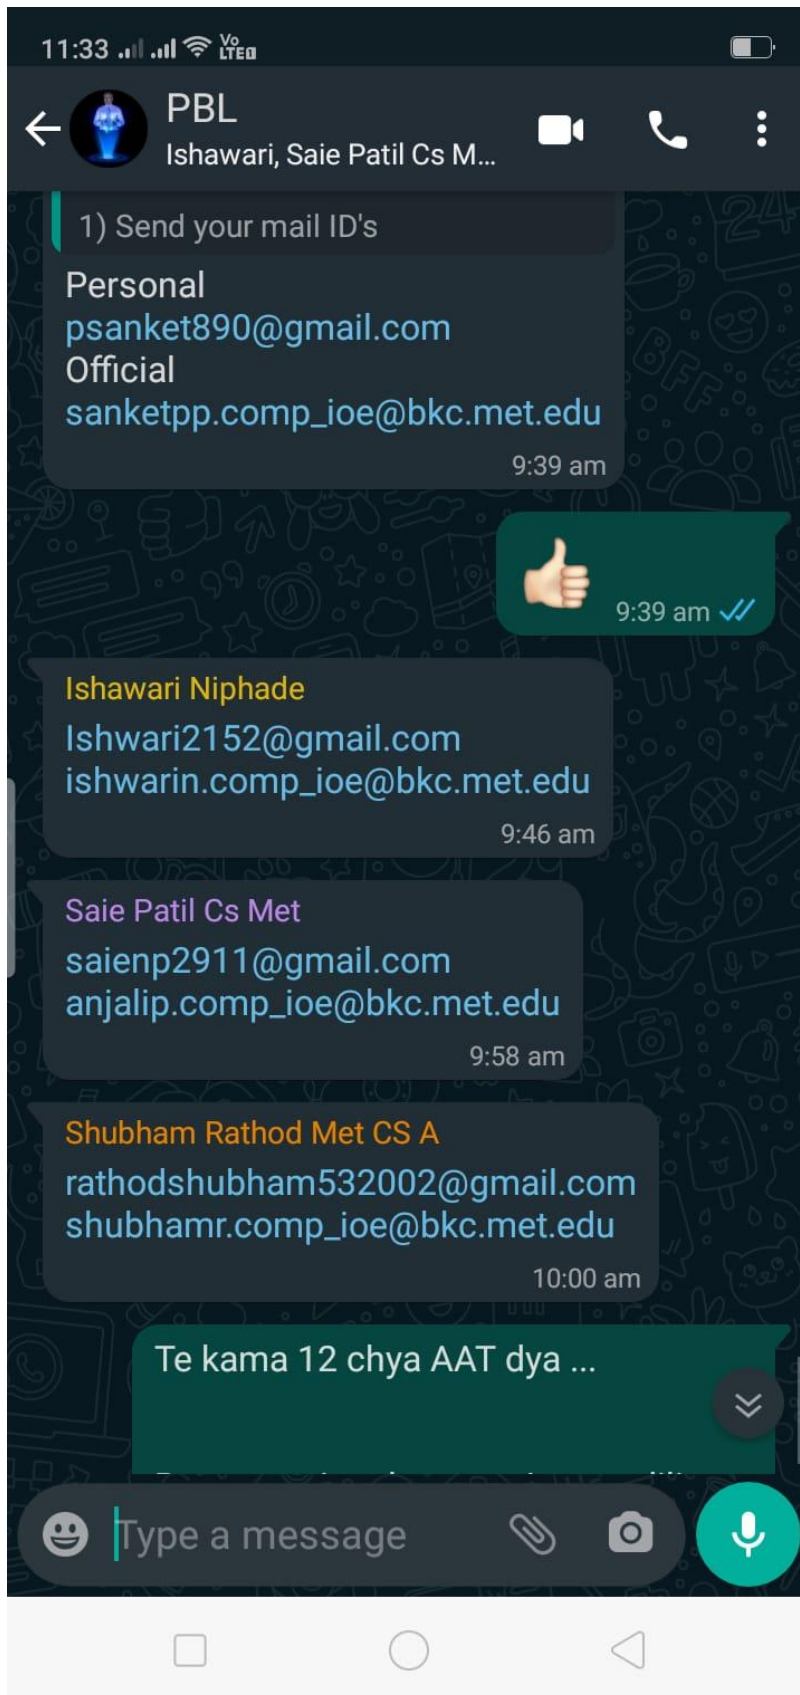 11:33
Vo
LTE
PBL
Ishawari, Saie Patil Cs M...
1) Send your mail ID's
Personal
psanket890@gmail.com
Official
sanketpp.comp_ioe@bkc.met.edu
9:39 am
9:39 am
Ishawari Niphade
Ishwari2152@gmail.com
ishwarin.comp_ioe@bkc.met.edu
9:46 am
Saie Patil Cs Met
saienp2911@gmail.com
anjalip.comp_ioe@bkc.met.edu
9:58 am
Shubham Rathod Met CS A
rathodshubham532002@gmail.com
shubhamr.comp_ioe@bkc.met.edu
10:00 am
Te kama 12 chya AAT dya ...
Type a message